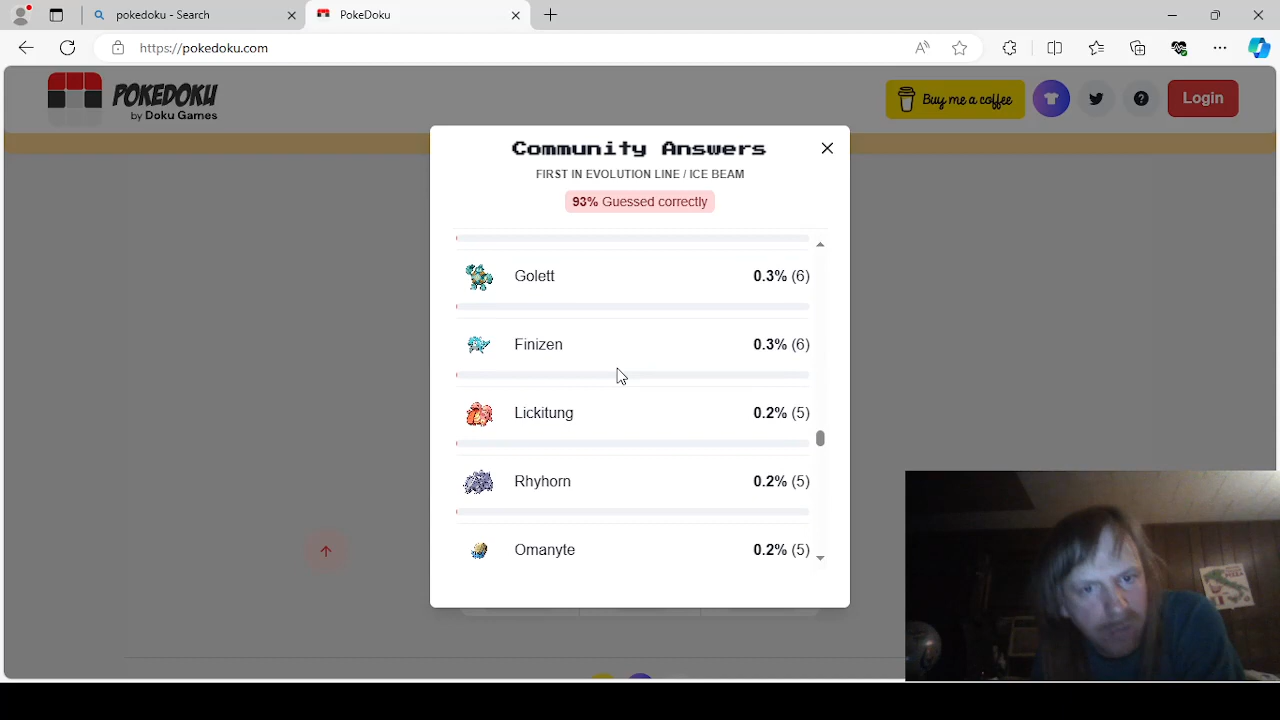 pokedoku - Search
PokeDoku
https://pokedoku.com
POKEDOKU
by Doku Games
Buy me a coffee
Login
Community Answers
FIRST IN EVOLUTION LINE / ICE BEAM
93% Guessed correctly
Golett 0.3% (6)
Finizen 0.3% (6)
Lickitung 0.2% (5)
Rhyhorn 0.2% (5)
Omanyte 0.2% (5)
PIZZA